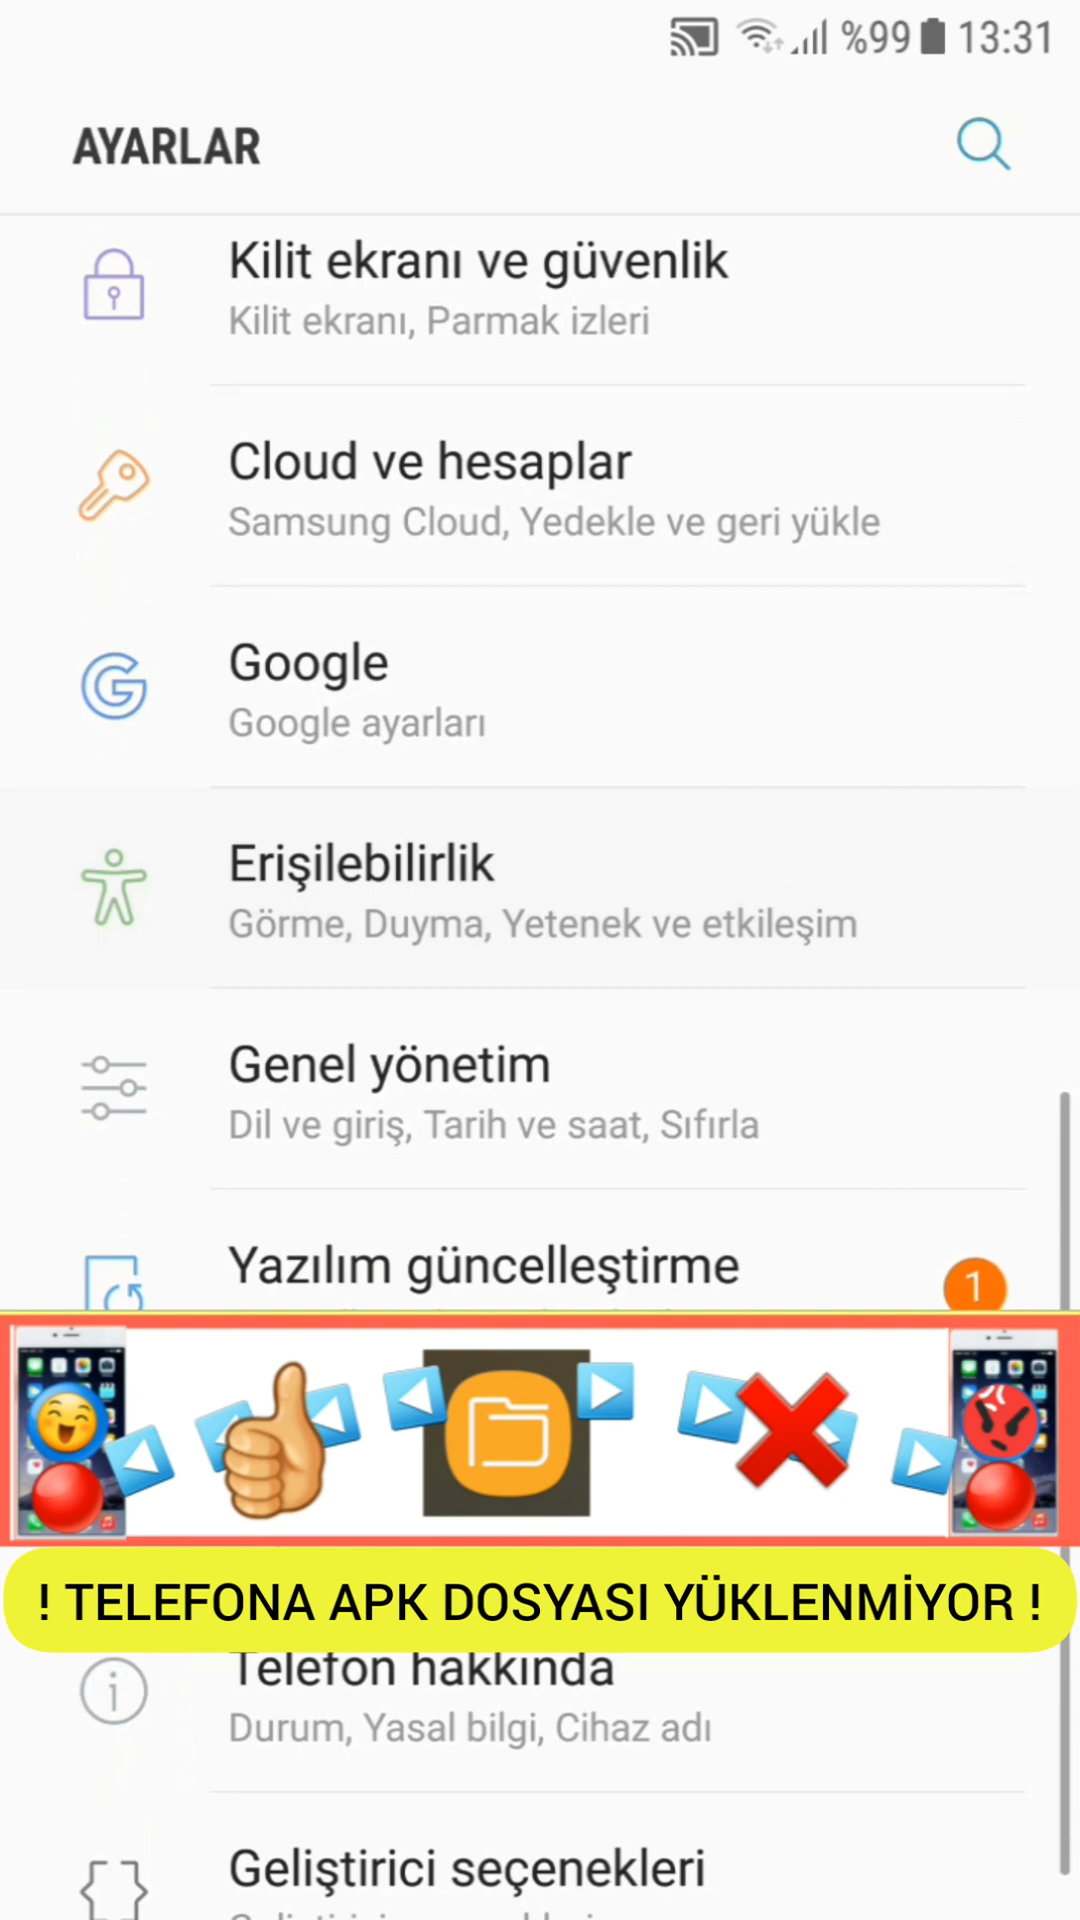 %99 13:31
AYARLAR
Kilit ekranı ve güvenlik
Kilit ekranı, Parmak izleri
Cloud ve hesaplar
Samsung Cloud, Yedekle ve geri yükle
Google
Google ayarları
Erişilebilirlik
Görme, Duyma, Yetenek ve etkileşim
Genel yönetim
Dil ve giriş, Tarih ve saat, Sıfırla
Yazılım güncelleştirme
1
! TELEFONA APK DOSYASI YÜKLENMİYOR !
Telefon hakkında
Durum, Yasal bilgi, Cihaz adı
Geliştirici seçenekleri